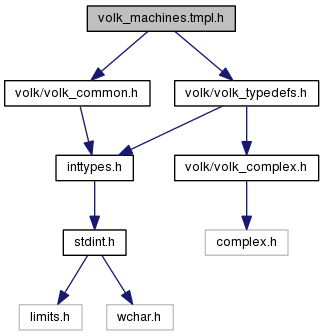 volk_machines.tmpl.h
volk/volk_common.h
volk/volk_typedefs.h
inttypes.h
volk/volk_complex.h
stdint.h
complex.h
limits.h
wchar.h